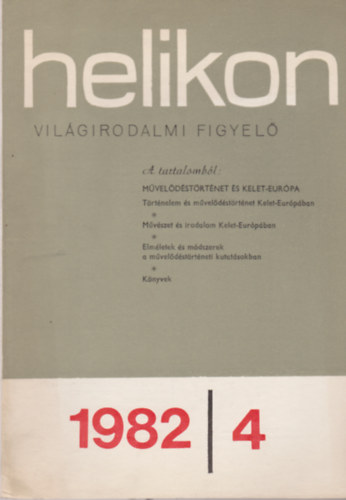 helikon
VILÁGIRODALMI FIGYELŐ
A tartalomból:
MŰVELŐDÉSTÖRTÉNET ÉS KELET-EURÓPA
Történelem és művelődéstörténet Kelet-Európában
*
Művészet és irodalom Kelet-Európában
*
Elméletek és módszerek
a művelődéstörténeti kutatásokban
*
Könyvek
1982 | 4